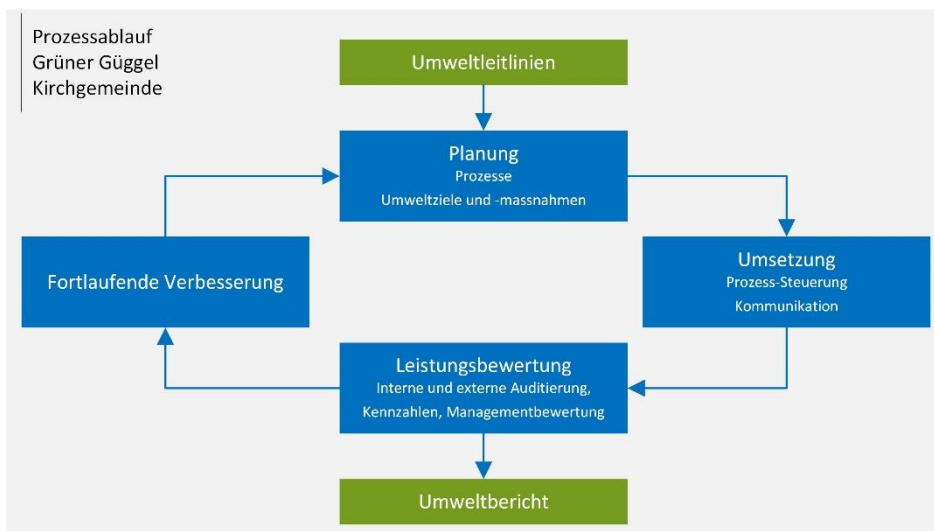 Prozessablauf
Grüner Güggel
Kirchgemeinde
Umweltleitlinien
Planung
Prozesse
Umweltziele und -massnahmen
Umsetzung
Prozess-Steuerung
Kommunikation
Leistungsbewertung
Interne und externe Auditierung,
Kennzahlen, Managementbewertung
Fortlaufende Verbesserung
Umweltbericht